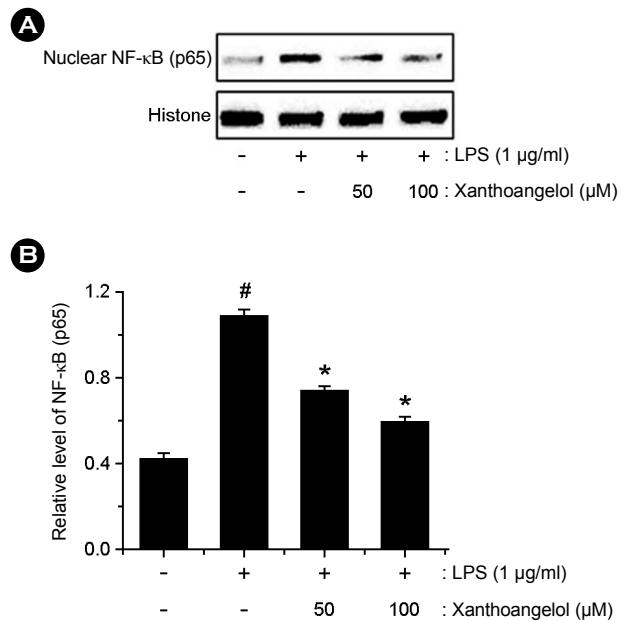 A
Nuclear NF-κB (p65)
Histone
- + + + : LPS (1 μg/ml)
- - 50 100 : Xanthoangelol (μM)
B
Relative level of NF-κB (p65)
1.2
0.8
0.4
0.0
#
*
*
- + + + : LPS (1 μg/ml)
- - 50 100 : Xanthoangelol (μM)